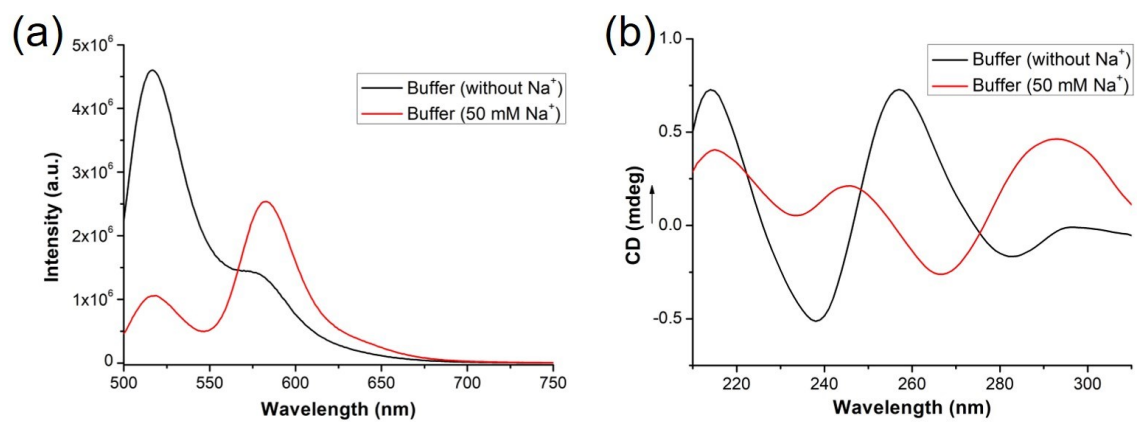 (a)
5x10⁶
4x10⁶
3x10⁶
2x10⁶
1x10⁶
0
Intensity (a.u.)
Buffer (without Na⁺)
Buffer (50 mM Na⁺)
500 550 600 650 700 750
Wavelength (nm)
(b)
1.0
0.5
0.0
-0.5
CD (mdeg)
Buffer (without Na⁺)
Buffer (50 mM Na⁺)
220 240 260 280 300
Wavelength (nm)